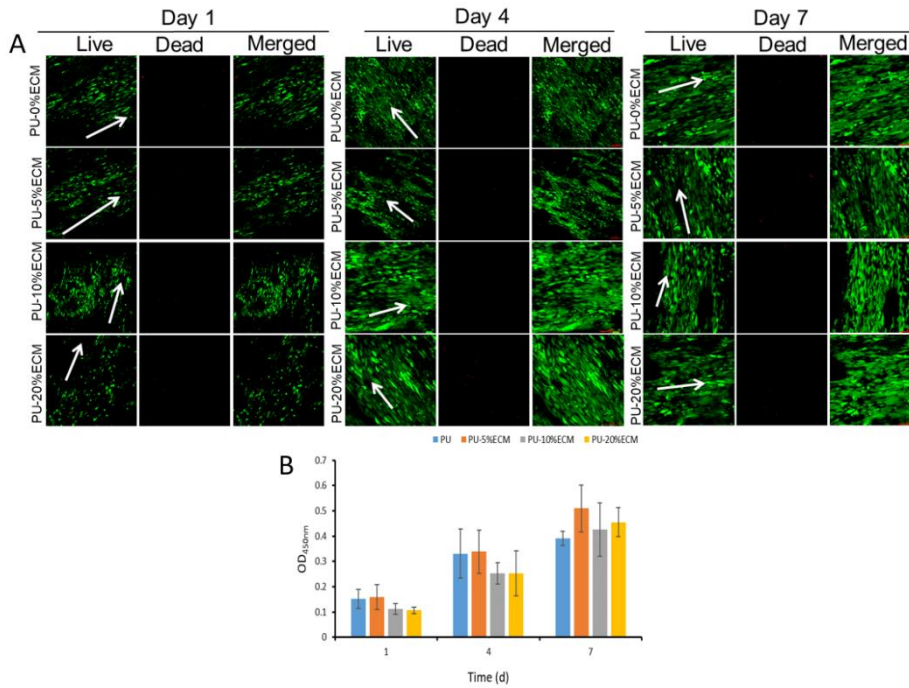 Day 1 Day 4 Day 7
A Live Dead Merged Live Dead Merged Live Dead Merged
PU-0%ECM PU-0%ECM PU-0%ECM
PU-5%ECM PU-5%ECM PU-5%ECM
PU-10%ECM PU-10%ECM PU-10%ECM
PU-20%ECM PU-20%ECM PU-20%ECM
PU PU-5%ECM PU-10%ECM PU-20%ECM
B
0.7
0.6
0.5
0.4
0.3
0.2
0.1
0
OD450nm
1 4 7
Time (d)